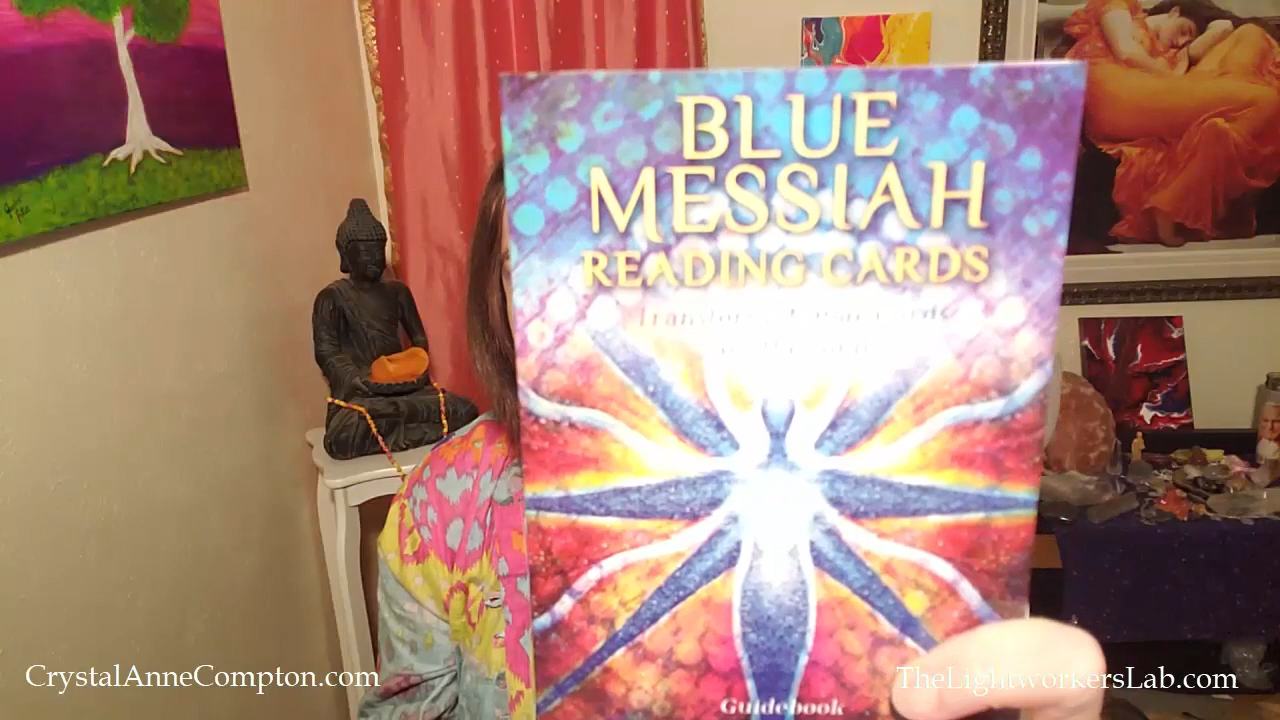 BLUE
MESSIAH
READING CARDS
Guidebook
CrystalAnneCompton.com
TheLightworkersLab.com